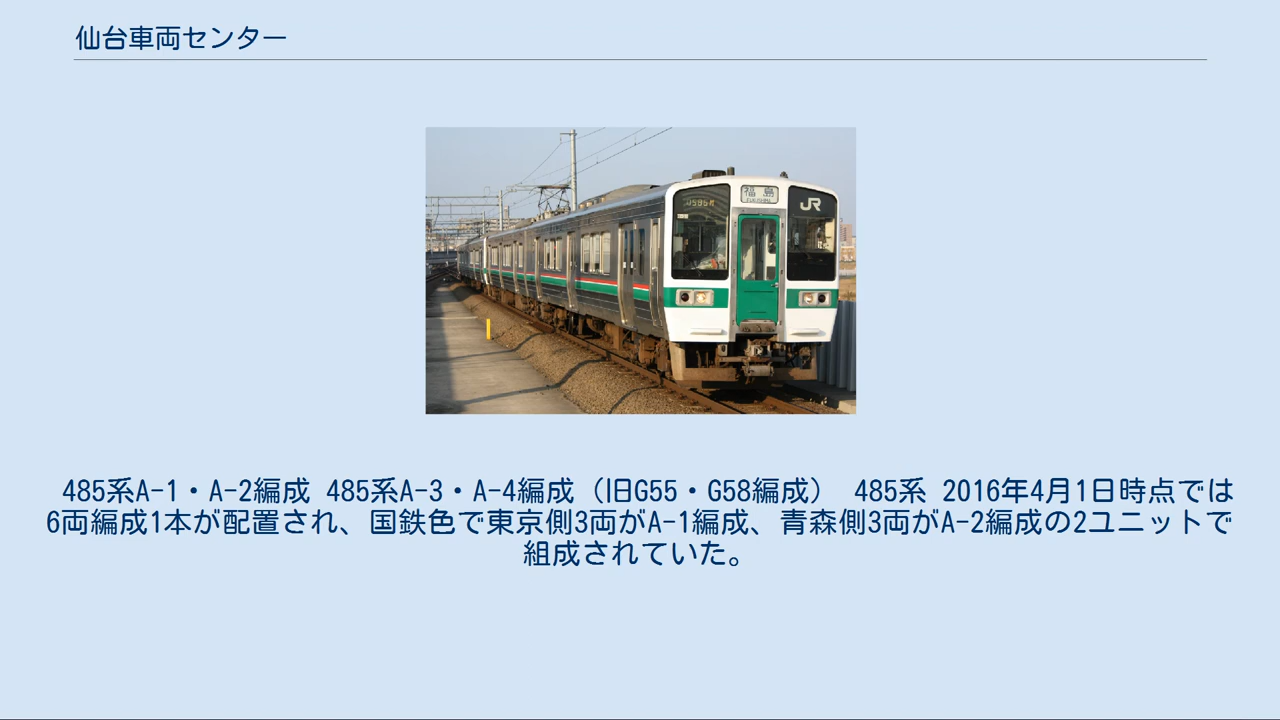 仙台車両センター
福島
JR
485系A-1・A-2編成 485系A-3・A-4編成（旧G55・G58編成） 485系 2016年4月1日時点では
6両編成1本が配置され、国鉄色で東京側3両がA-1編成、青森側3両がA-2編成の2ユニットで
組成されていた。